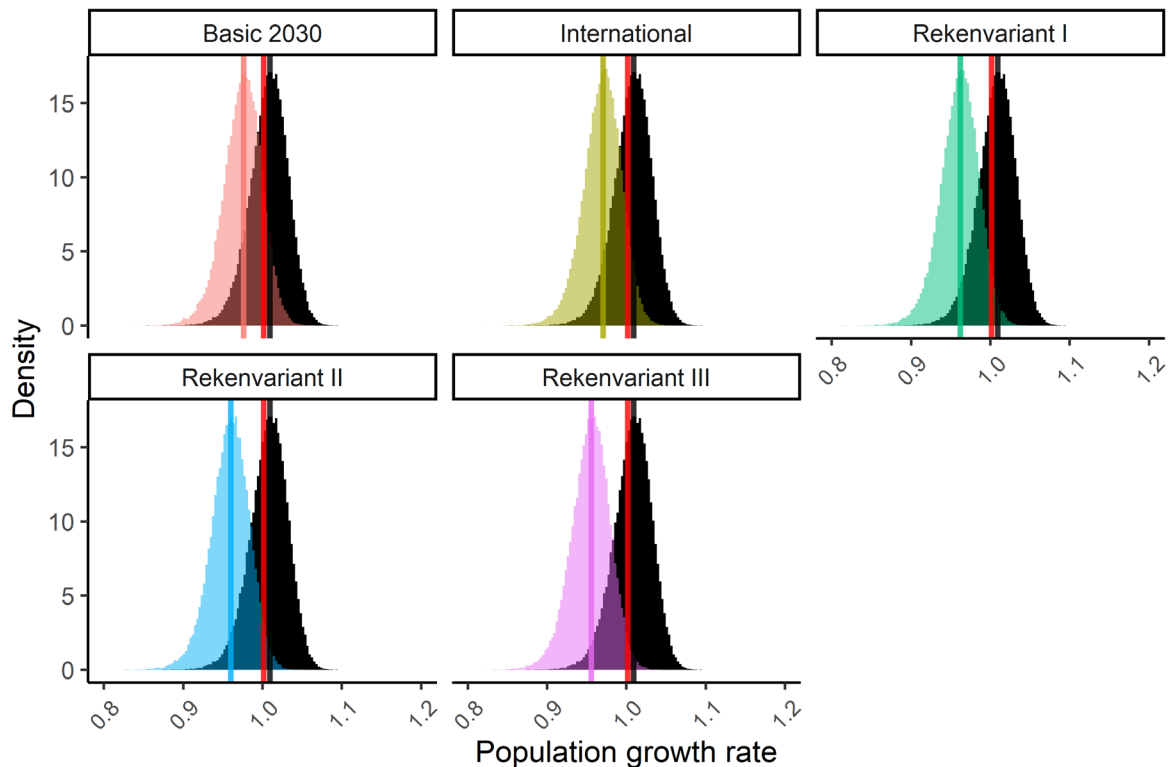 Basic 2030
International
Rekenvariant I
Density
15
10
5
0
0.8 0.9 1.0 1.1 1.2
Rekenvariant II
Rekenvariant III
15
10
5
0
0.8 0.9 1.0 1.1 1.2
0.8 0.9 1.0 1.1 1.2
Population growth rate